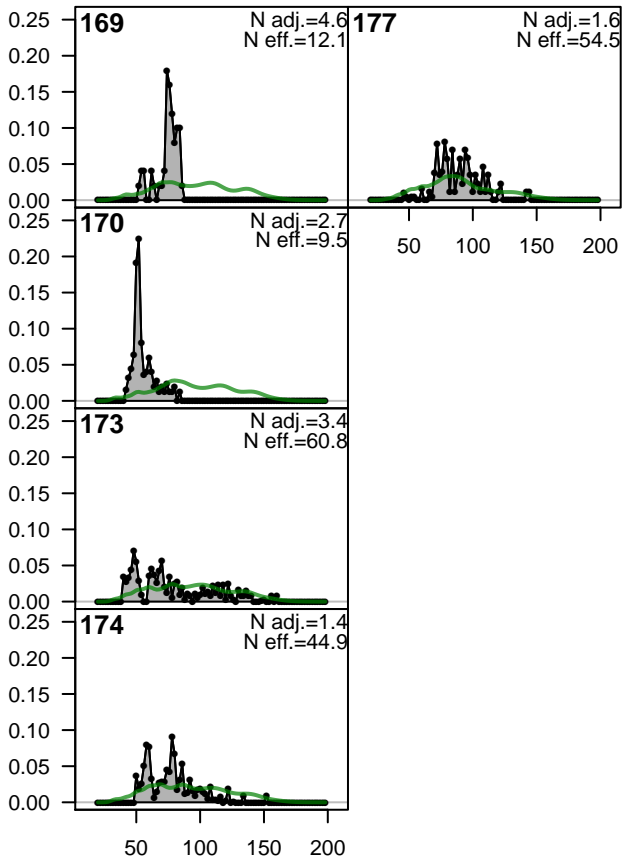 0.25
0.20
0.15
0.10
0.05
0.00
169
N adj.=4.6
N eff.=12.1
177
N adj.=1.6
N eff.=54.5
50 100 150 200
0.25
0.20
0.15
0.10
0.05
0.00
170
N adj.=2.7
N eff.=9.5
0.25
0.20
0.15
0.10
0.05
0.00
173
N adj.=3.4
N eff.=60.8
0.25
0.20
0.15
0.10
0.05
0.00
174
N adj.=1.4
N eff.=44.9
50 100 150 200